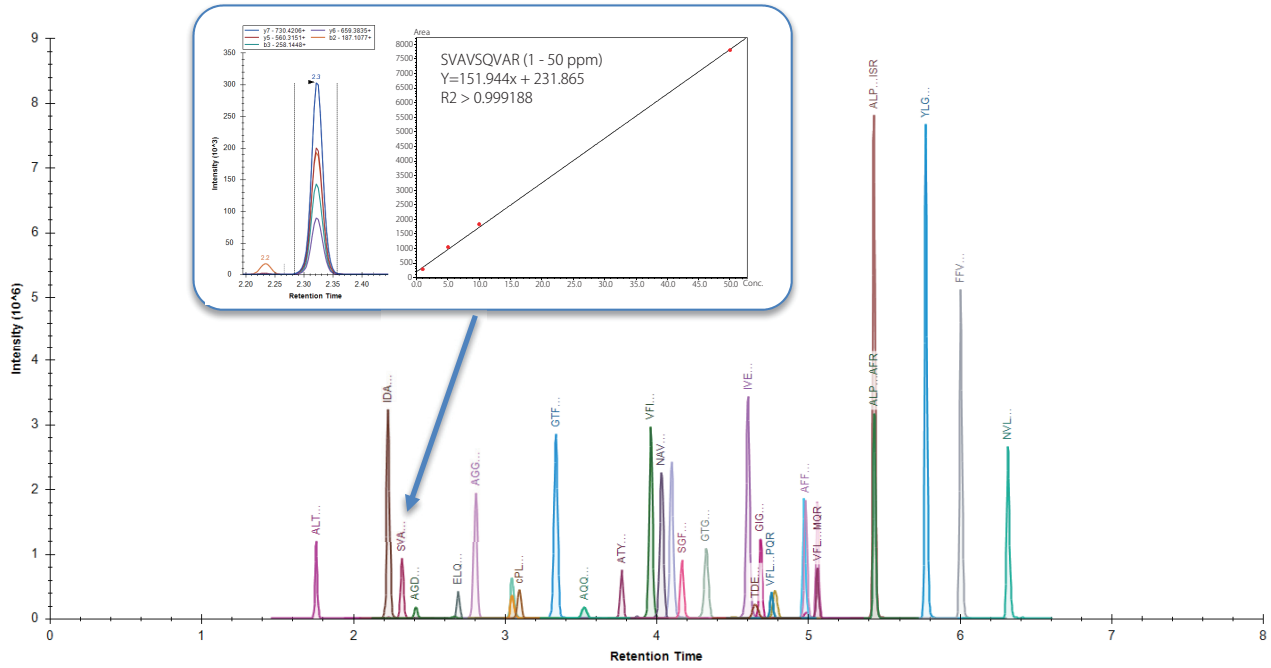 y7 - 730.4206+ y6 - 659.3835+
y5 - 560.3151+ b2 - 187.1077+
b3 - 258.1448+
350
300
250
200
150
100
50
0
Intensity (10^3)
2.3
2.2
2.20 2.25 2.30 2.35 2.40
Retention Time
Area
SVAVSQVAR (1 - 50 ppm)
Y=151.944x + 231.865
R2 > 0.999188
8000
7500
7000
6500
6000
5500
5000
4500
4000
3500
3000
2500
2000
1500
1000
500
0
0.0 5.0 10.0 15.0 20.0 25.0 30.0 35.0 40.0 45.0 50.0 Conc.
9
8
7
6
5
4
3
2
1
0
Intensity (10^6)
ALT...
IDA...
SVA...
AGD...
ELQ...
AGG...
cPL...
GTF...
AQQ...
ATY...
VFI...
NAV...
SGF...
GTG...
IVE...
TDE...
GIG...
VFL...PQR
AFF...
VFL...MQR
ALP...ISR
ALP...AFR
YLG...
FFV...
NVL...
0 1 2 3 4 5 6 7 8
Retention Time